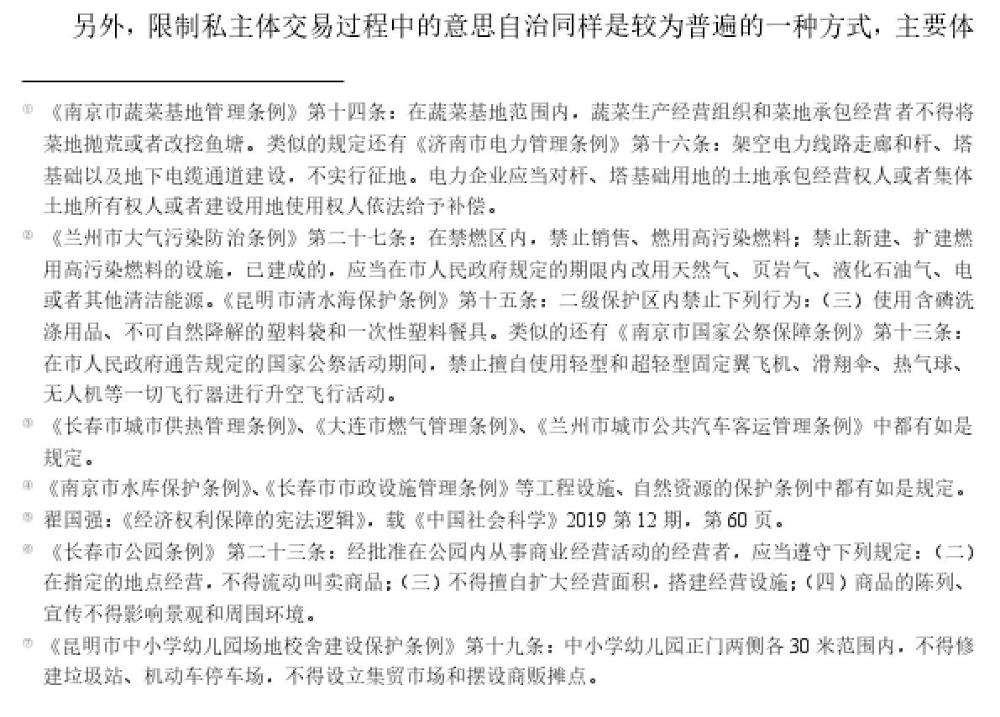 另外，限制私主体交易过程中的意思自治同样是较为普遍的一种方式，主要体
① 《南京市蔬菜基地管理条例》第十四条：在蔬菜基地范围内，蔬菜生产经营组织和菜地承包经营者不得将
菜地抛荒或者改挖鱼塘。类似的规定还有《济南市电力管理条例》第十六条：架空电力线路走廊和杆、塔
基础以及地下电缆通道建设，不实行征地。电力企业应当对杆、塔基础用地的土地承包经营权人或者集体
土地所有权人或者建设用地使用权人依法给予补偿。
② 《兰州市大气污染防治条例》第二十七条：在禁燃区内，禁止销售、燃用高污染燃料；禁止新建、扩建燃
用高污染燃料的设施，已建成的，应当在市人民政府规定的期限内改用天然气、页岩气、液化石油气、电
或者其他清洁能源。《昆明市清水海保护条例》第十五条：二级保护区内禁止下列行为：（三）使用含磷洗
涤用品、不可自然降解的塑料袋和一次性塑料餐具。类似的还有《南京市国家公祭保障条例》第十三条：
在市人民政府通告规定的国家公祭活动期间，禁止擅自使用轻型和超轻型固定翼飞机、滑翔伞、热气球、
无人机等一切飞行器进行升空飞行活动。
③ 《长春市城市供热管理条例》、《大连市燃气管理条例》、《兰州市城市公共汽车客运管理条例》中都有如是
规定。
④ 《南京市水库保护条例》、《长春市市政设施管理条例》等工程设施、自然资源的保护条例中都有如是规定。
⑤ 翟国强：《经济权利保障的宪法逻辑》，载《中国社会科学》2019 第 12 期，第 60 页。
⑥ 《长春市公园条例》第二十三条：经批准在公园内从事商业经营活动的经营者，应当遵守下列规定：（二）
在指定的地点经营，不得流动叫卖商品；（三）不得擅自扩大经营面积，搭建经营设施；（四）商品的陈列、
宣传不得影响景观和周围环境。
⑦ 《昆明市中小学幼儿园场地校舍建设保护条例》第十九条：中小学幼儿园正门两侧各 30 米范围内，不得修
建垃圾站、机动车停车场，不得设立集贸市场和摆设商贩摊点。